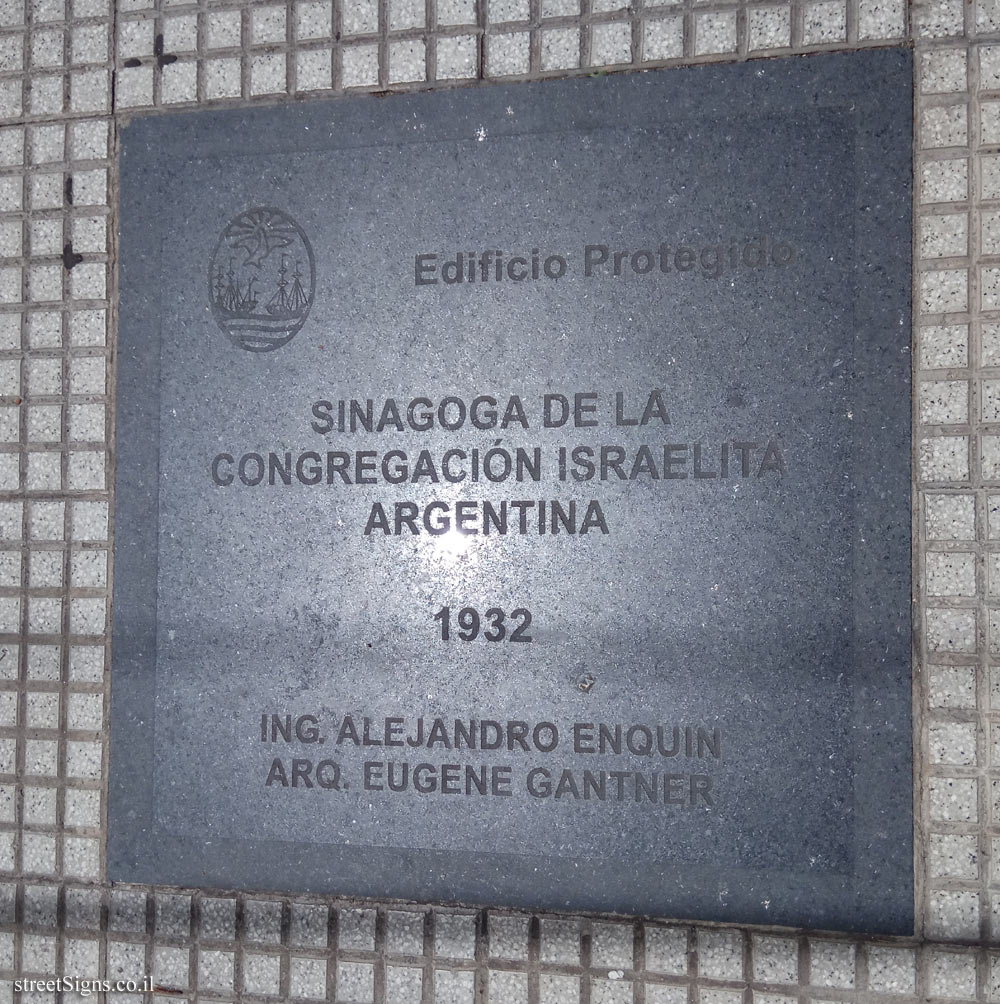 Edificio Protegido
SINAGOGA DE LA
CONGREGACIÓN ISRAELITA
ARGENTINA
1932
ING. ALEJANDRO ENQUIN
ARQ. EUGENE GANTNER
streetSigns.co.il